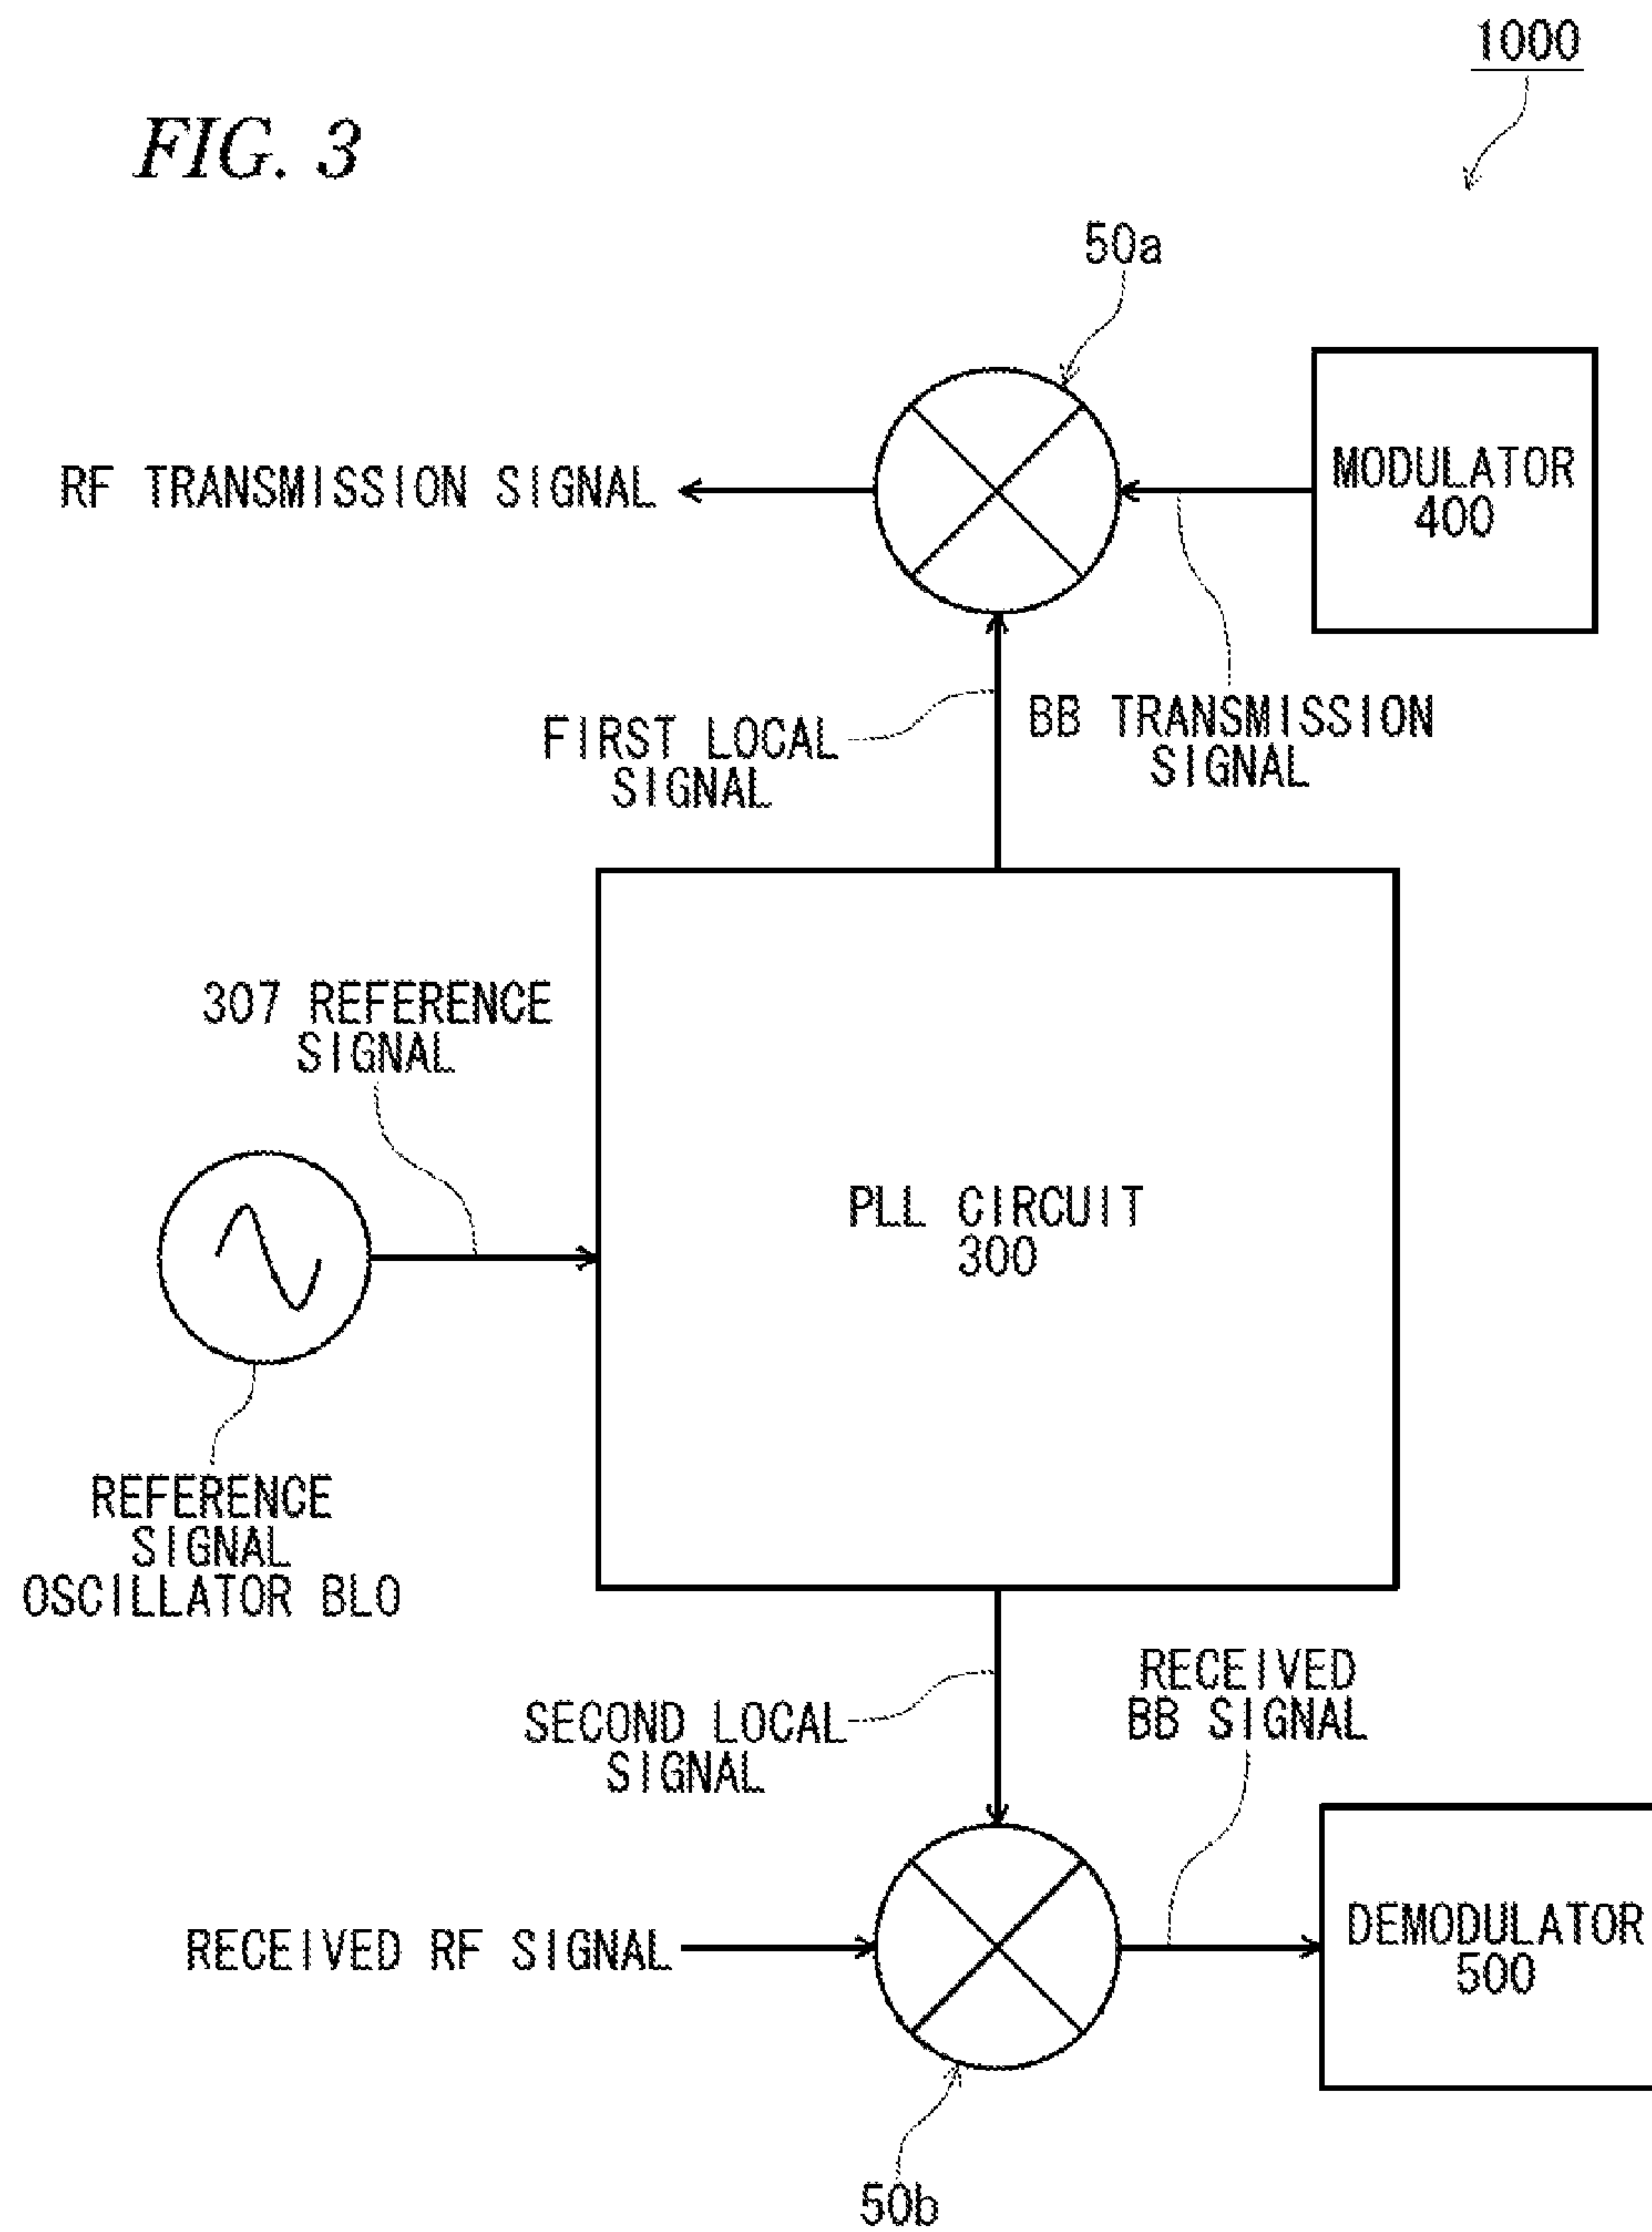 1000
FIG. 3
50a
MODULATOR
400
RF TRANSMISSION SIGNAL
FIRST LOCAL
SIGNAL
BB TRANSMISSION
SIGNAL
307 REFERENCE
SIGNAL
PLL CIRCUIT
300
REFERENCE
SIGNAL
OSCILLATOR BLO
SECOND LOCAL
SIGNAL
RECEIVED
BB SIGNAL
RECEIVED RF SIGNAL
DEMODULATOR
500
50b